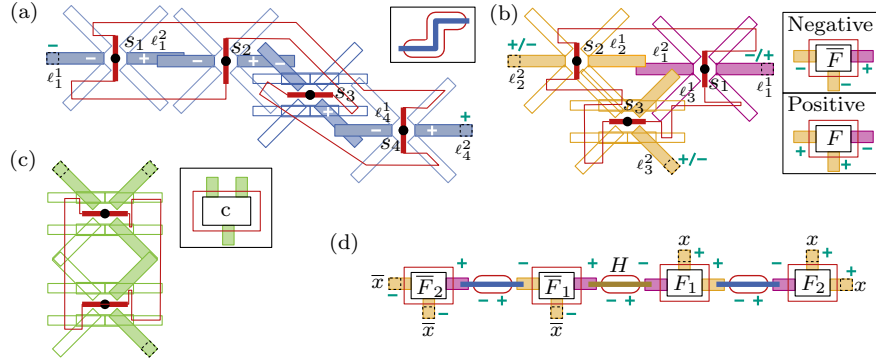 (a)
s₁
ℓ₁²
s₂
−
ℓ₁¹
−
+
−
s₃
ℓ₄¹
s₄
−
+
+
ℓ₄²
(b)
+/−
s₂
ℓ₂¹
ℓ₁²
−/+
ℓ₂²
s₁
ℓ₁¹
s₃
ℓ₃¹
ℓ₃²
+/−
Negative
F̅
−
−
+
Positive
F
+
−
+
(c)
c
(d)
x̅
−
F̅₂
+
−
x̅
− +
−
F̅₁
+
−
x̅
H
− +
+
x
+
F₁
+
− +
+
x
+
F₂
+
x